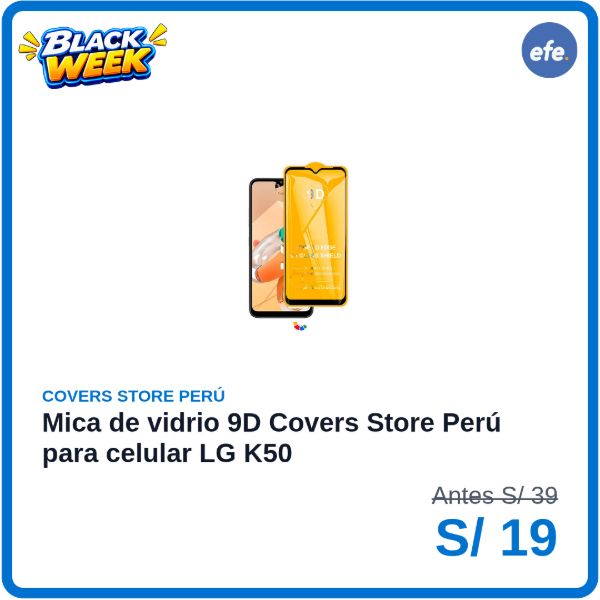 BLACK
WEEK
efe.
9D
COVERS STORE PERÚ
Mica de vidrio 9D Covers Store Perú
para celular LG K50
Antes S/ 39
S/ 19